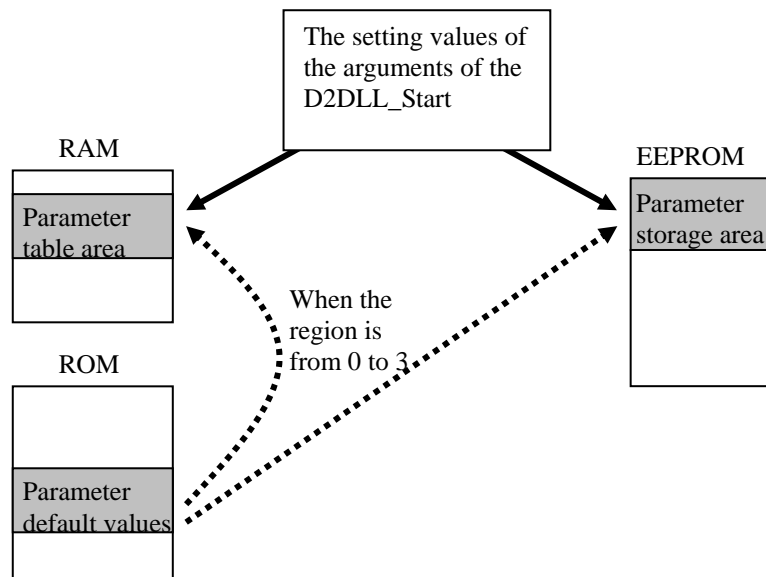 The setting values of
the arguments of the
D2DLL_Start
RAM
EEPROM
Parameter
table area
Parameter
storage area
When the
region is
from 0 to 3
ROM
Parameter
default values